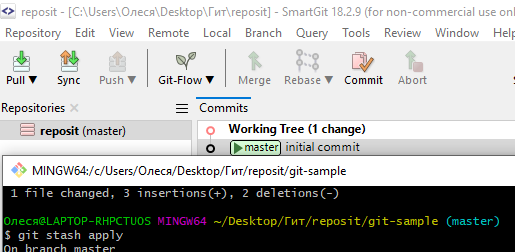 reposit - [C:\Users\Олеся\Desktop\Гит\reposit] - SmartGit 18.2.9 (for non-commercial use onl
Repository Edit View Remote Local Branch Query Tools Review Window
Pull Sync Push Git-Flow Merge Rebase Commit Abort
Repositories
Commits
reposit (master)
Working Tree (1 change)
master initial commit
MINGW64:/c/Users/Олеся/Desktop/Гит/reposit/git-sample
1 file changed, 3 insertions(+), 2 deletions(-)
Олеся@LAPTOP-RHPCTUOS MINGW64 ~/Desktop/Гит/reposit/git-sample (master)
$ git stash apply
On branch master